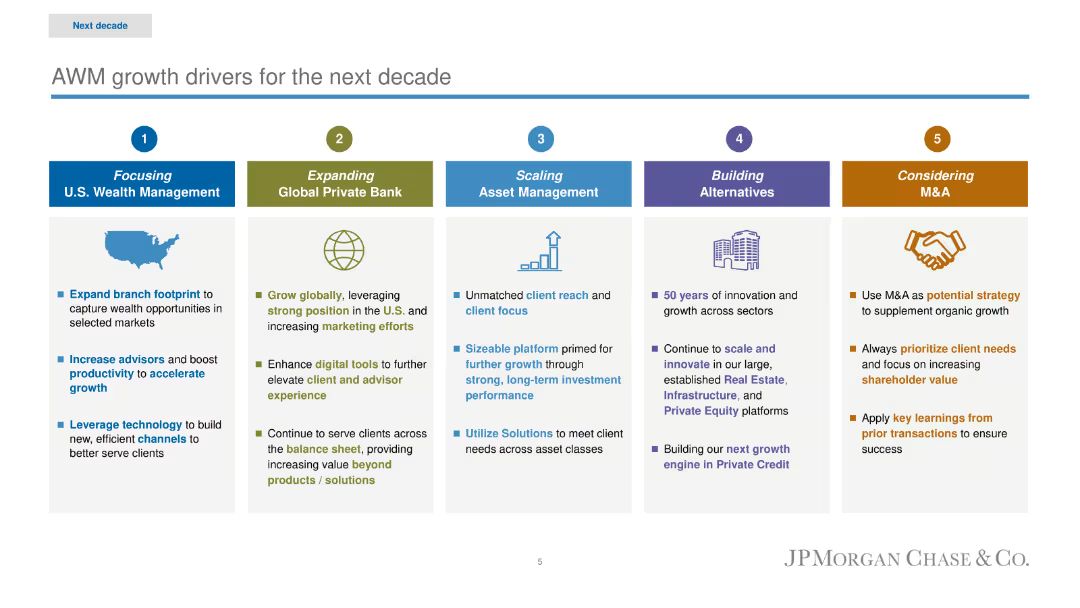 Next decade
AWM growth drivers for the next decade
1
Focusing
U.S. Wealth Management
■ Expand branch footprint to
capture wealth opportunities in
selected markets
■ Increase advisors and boost
productivity to accelerate
growth
■ Leverage technology to build
new, efficient channels to
better serve clients
2
Expanding
Global Private Bank
■ Grow globally, leveraging
strong position in the U.S. and
increasing marketing efforts
■ Enhance digital tools to further
elevate client and advisor
experience
■ Continue to serve clients across
the balance sheet, providing
increasing value beyond
products / solutions
3
Scaling
Asset Management
■ Unmatched client reach and
client focus
■ Sizeable platform primed for
further growth through
strong, long-term investment
performance
■ Utilize Solutions to meet client
needs across asset classes
4
Building
Alternatives
■ 50 years of innovation and
growth across sectors
■ Continue to scale and
innovate in our large,
established Real Estate,
Infrastructure, and
Private Equity platforms
■ Building our next growth
engine in Private Credit
5
Considering
M&A
■ Use M&A as potential strategy
to supplement organic growth
■ Always prioritize client needs
and focus on increasing
shareholder value
■ Apply key learnings from
prior transactions to ensure
success
5
JPMORGAN CHASE & CO.